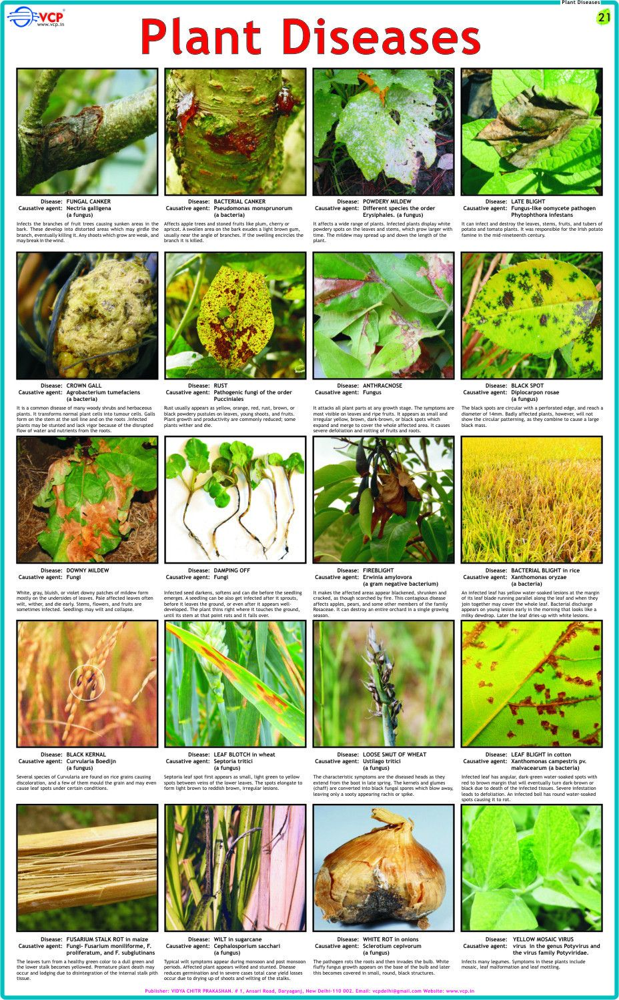 Plant Diseases
VCP®
www.vcp.in
21
Plant Diseases
Disease: FUNGAL CANKER
Causative agent: Nectria galligena
(a fungus)
Infects the branches of fruit trees causing sunken areas in the
bark. These develop into distorted areas which may girdle the
branch, eventually killing it. Any shoots which grow are weak, and
may break in the wind.
Disease: BACTERIAL CANKER
Causative agent: Pseudomonas monsprunorum
(a bacteria)
Affects apple trees and stoned fruits like plum, cherry or
apricot. A swollen area on the bark exudes a light brown gum,
usually near the angle of branches. If the swelling encircles the
branch it is killed.
Disease: POWDERY MILDEW
Causative agent: Different species the order
Erysiphales. (a fungus)
It affects a wide range of plants. Infected plants display white
powdery spots on the leaves and stems, which grow larger with
time. The mildew may spread up and down the length of the
plant.
Disease: LATE BLIGHT
Causative agent: Fungus-like oomycete pathogen
Phytophthora infestans
It can infect and destroy the leaves, stems, fruits, and tubers of
potato and tomato plants. It was responsible for the Irish potato
famine in the mid-nineteenth century.
Disease: CROWN GALL
Causative agent: Agrobacterium tumefaciens
(a bacteria)
It is a common disease of many woody shrubs and herbaceous
plants. It transforms normal plant cells into tumour cells. Galls
form on the stem at the soil line and on the roots .Infected
plants may be stunted and lack vigor because of the disrupted
flow of water and nutrients from the roots.
Disease: RUST
Causative agent: Pathogenic fungi of the order
Pucciniales
Rust usually appears as yellow, orange, red, rust, brown, or
black powdery pustules on leaves, young shoots, and fruits.
Plant growth and productivity are commonly reduced; some
plants wither and die.
Disease: ANTHRACNOSE
Causative agent: Fungus
It attacks all plant parts at any growth stage. The symptoms are
most visible on leaves and ripe fruits. It appears as small and
irregular yellow, brown, dark-brown, or black spots which
expand and merge to cover the whole affected area. It causes
severe defoliation and rotting of fruits and roots.
Disease: BLACK SPOT
Causative agent: Diplocarpon rosae
(a fungus)
The black spots are circular with a perforated edge, and reach a
diameter of 14mm. Badly affected plants, however, will not
show the circular patterning, as they combine to cause a large
black mass.
Disease: DOWNY MILDEW
Causative agent: Fungi
White, gray, bluish, or violet downy patches of mildew form
mostly on the undersides of leaves. Pale affected leaves often
wilt, wither, and die early. Stems, flowers, and fruits are
sometimes infected. Seedlings may wilt and collapse.
Disease: DAMPING OFF
Causative agent: Fungi
Infected seed darkens, softens and can die before the seedling
emerges. A seedling can be also get infected after it sprouts,
before it leaves the ground, or even after it appears well-
developed. The plant thins right where it touches the ground,
until its stem at that point rots and it falls over.
Disease: FIREBLIGHT
Causative agent: Erwinia amylovora
(a gram negative bacterium)
It makes the affected areas appear blackened, shrunken and
cracked, as though scorched by fire. This contagious disease
affects apples, pears, and some other members of the family
Rosaceae. It can destroy an entire orchard in a single growing
season.
Disease: BACTERIAL BLIGHT in rice
Causative agent: Xanthomonas oryzae
(a bacteria)
An infected leaf has yellow water-soaked lesions at the margin
of its leaf blade running parallel along the leaf and when they
join together may cover the whole leaf. Bacterial discharge
appears on young lesion early in the morning that looks like a
milky dewdrop. Later the leaf dries-up with white lesions.
Disease: BLACK KERNAL
Causative agent: Curvularia Boedijn
(a fungus)
Several species of Curvularia are found on rice grains causing
discoloration, and a few of them mould the grain and may even
cause leaf spots under certain conditions.
Disease: LEAF BLOTCH in wheat
Causative agent: Septoria tritici
(a fungus)
Septoria leaf spot first appears as small, light green to yellow
spots between veins of the lower leaves. The spots elongate to
form light brown to reddish brown, irregular lesions.
Disease: LOOSE SMUT OF WHEAT
Causative agent: Ustilago tritici
(a fungus)
The characteristic symptoms are the diseased heads as they
extend from the boot in late spring. The kernels and glumes
(chaff) are converted into black fungal spores which blow away,
leaving only a sooty appearing rachis or spike.
Disease: LEAF BLIGHT in cotton
Causative agent: Xanthomonas campestris pv.
malvacearum (a bacteria)
Infected leaf has angular, dark-green water-soaked spots with
red to brown margin that will eventually turn dark-brown or
black due to death of the infected tissues. Severe infestation
leads to defoliation. An infected boll has round water-soaked
spots causing it to rot.
Disease: FUSARIUM STALK ROT in maize
Causative agent: Fungi- Fusarium moniliforme, F.
proliferatum, and F. subglutinans
The leaves turn from a healthy green color to a dull green and
the lower stalk becomes yellowed. Premature plant death may
occur and lodging due to disintegration of the internal stalk pith
tissue.
Disease: WILT in sugarcane
Causative agent: Cephalosporium sacchari
(a fungus)
Typical wilt symptoms appear during monsoon and post monsoon
periods. Affected plant appears wilted and stunted. Disease
reduces germination and in severe cases total cane yield losses
occur due to drying up of shoots and wilting of the stalks.
Disease: WHITE ROT in onions
Causative agent: Sclerotium cepivorum
(a fungus)
The pathogen rots the roots and then invades the bulb. White
fluffy fungus growth appears on the base of the bulb and later
this becomes covered in small, round, black structures.
Disease: YELLOW MOSAIC VIRUS
Causative agent: virus in the genus Potyvirus and
the virus family Potyviridae.
Infects many legumes. Symptoms in these plants include
mosaic, leaf malformation and leaf mottling.
Publisher: VIDYA CHITR PRAKASHAN. # 1, Ansari Road, Daryaganj, New Delhi-110 002. Email: vcpdelhi@gmail.com Website: www.vcp.in